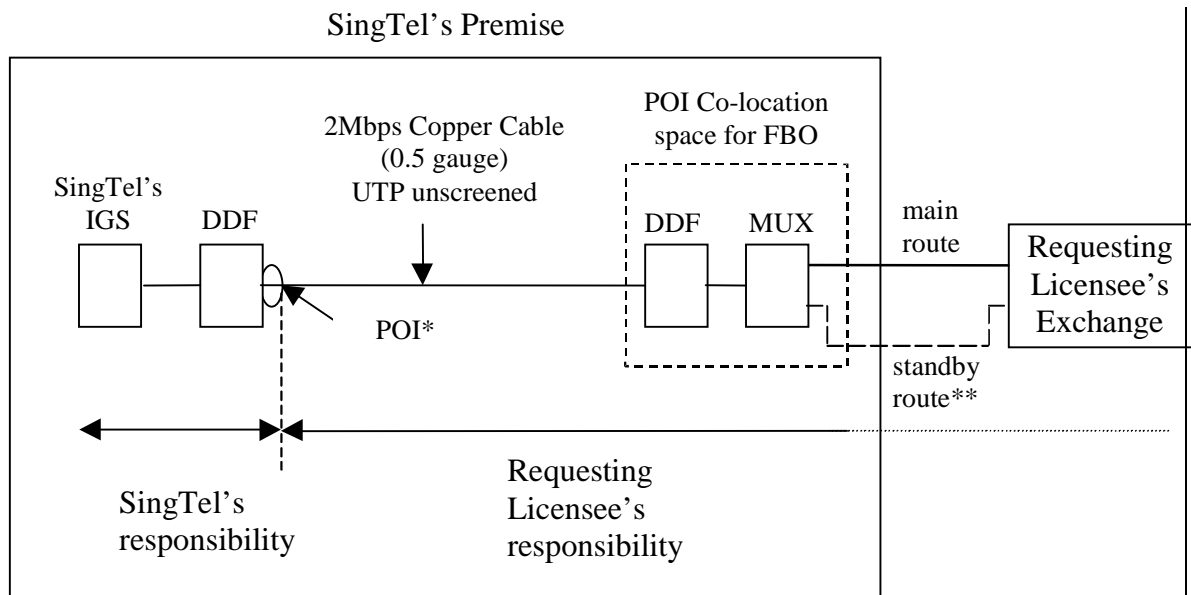 SingTel’s Premise
POI Co-location
space for FBO
2Mbps Copper Cable
(0.5 gauge)
UTP unscreened
SingTel’s
IGS
DDF
DDF
MUX
main
route
Requesting
Licensee’s
Exchange
POI*
standby
route**
SingTel’s
responsibility
Requesting
Licensee’s
responsibility